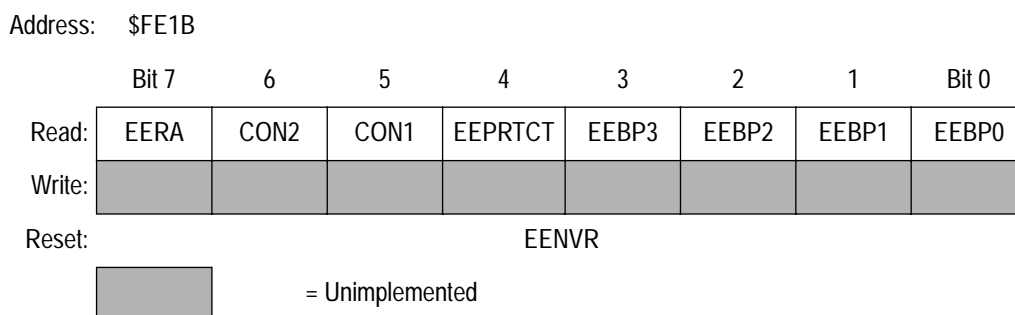 Address: $FE1B
Bit 7 6 5 4 3 2 1 Bit 0
Read: EERA CON2 CON1 EEPRTCT EEBP3 EEBP2 EEBP1 EEBP0
Write:
Reset: EENVR
= Unimplemented